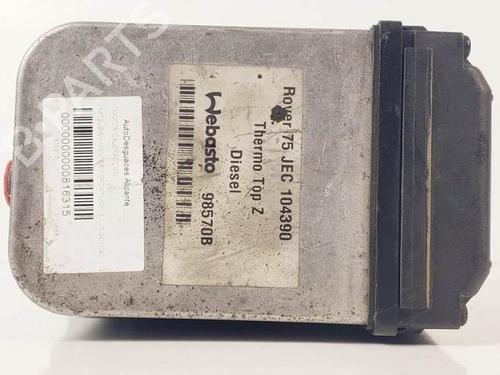 Rover 75 JEC 104390
Thermo Top Z
Diesel
Webasto 98570B
AutoDesguaces Alicante
0000000000816315
B-PARTS